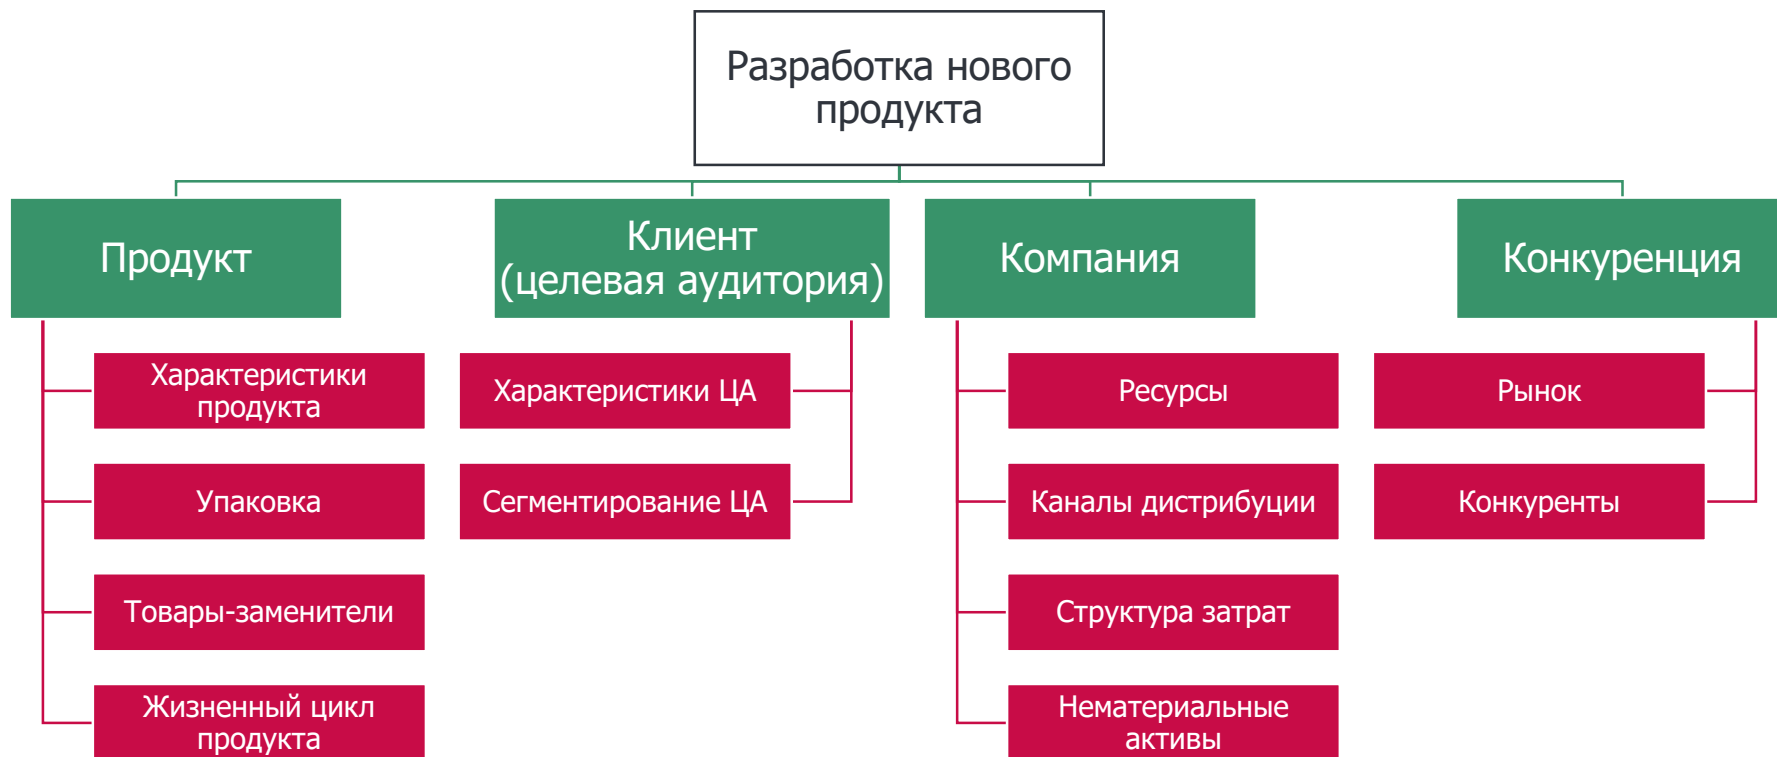 Разработка нового
продукта
Продукт
Клиент
(целевая аудитория)
Компания
Конкуренция
Характеристики
продукта
Упаковка
Товары-заменители
Жизненный цикл
продукта
Характеристики ЦА
Сегментирование ЦА
Ресурсы
Каналы дистрибуции
Структура затрат
Нематериальные
активы
Рынок
Конкуренты